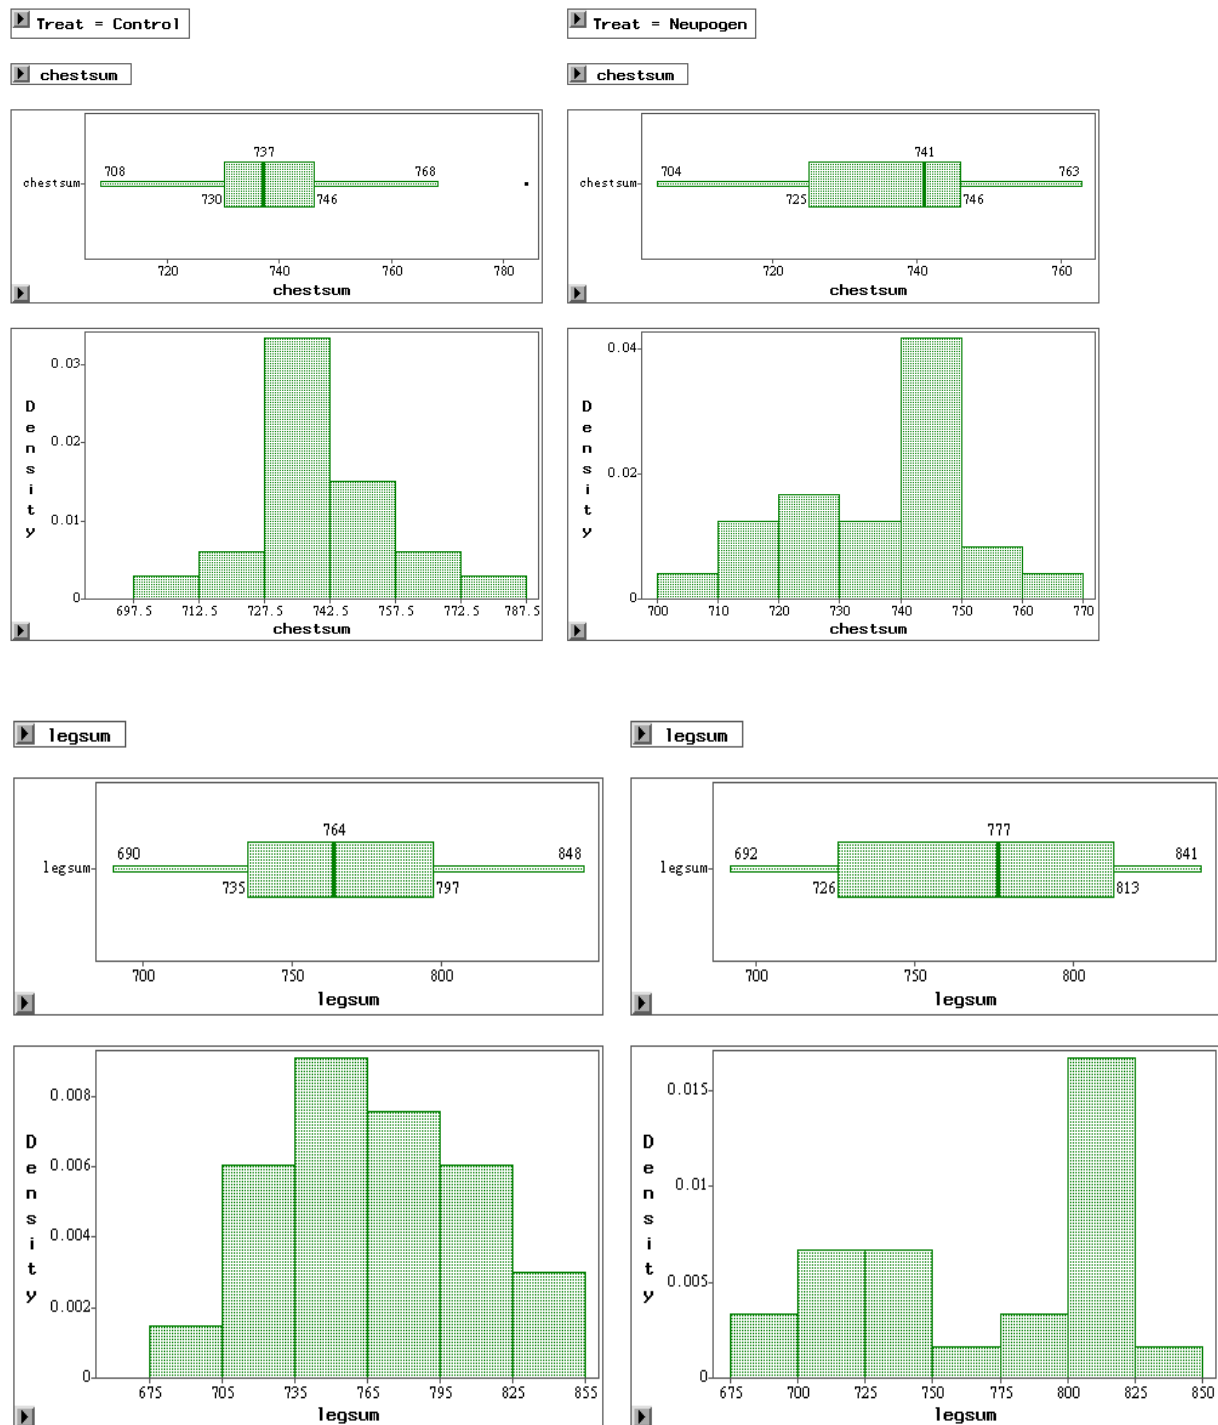 Treat = Control
Treat = Neupogen
chestsum
chestsum
737
708
768
chestsum
730
746
720 740 760 780
chestsum
741
704
763
chestsum
725
746
720 740 760
chestsum
0.03
0.02
0.01
0
Density
697.5 712.5 727.5 742.5 757.5 772.5 787.5
chestsum
0.04
0.02
0
Density
700 710 720 730 740 750 760 770
chestsum
legsum
legsum
764
690
848
legsum
735
797
700 750 800
legsum
777
692
841
legsum
726
813
700 750 800
legsum
0.008
0.006
0.004
0.002
0
Density
675 705 735 765 795 825 855
legsum
0.015
0.01
0.005
0
Density
675 700 725 750 775 800 825 850
legsum